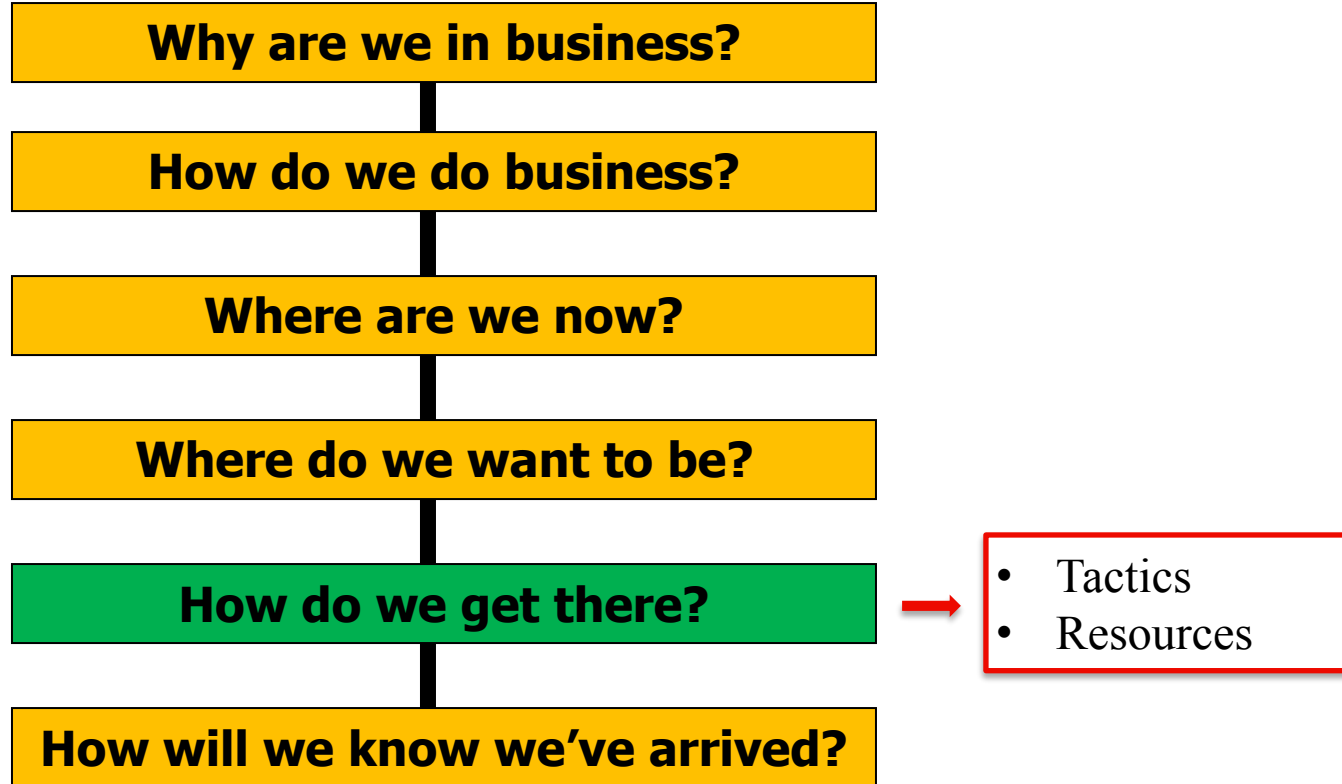 Why are we in business?
How do we do business?
Where are we now?
Where do we want to be?
How do we get there?
• Tactics
• Resources
How will we know we’ve arrived?